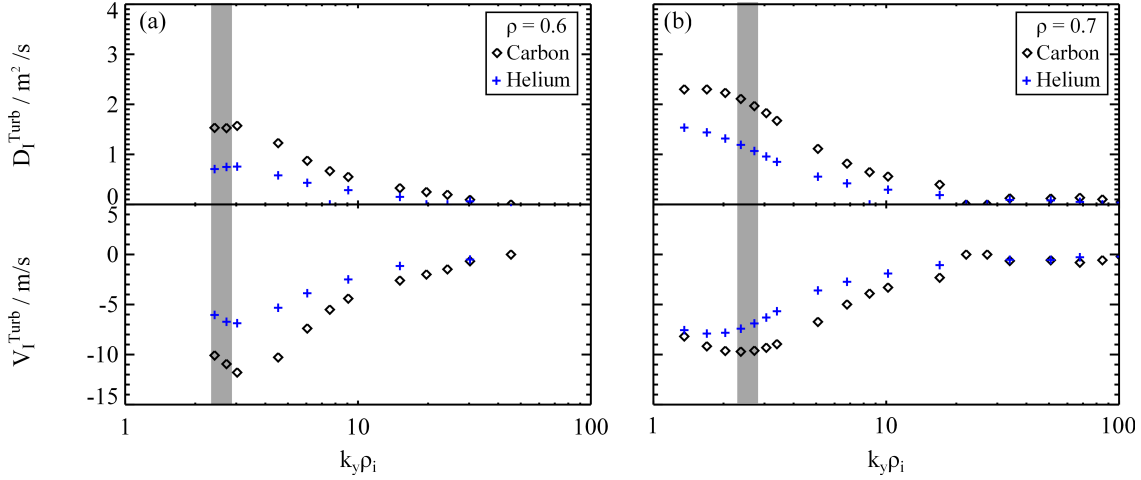 (a)
ρ = 0.6
Carbon
Helium
4
3
2
1
0
D_I^Turb / m² /s
5
0
-5
-10
-15
V_I^Turb / m/s
1
10
100
k_yρ_i
(b)
ρ = 0.7
Carbon
Helium
1
10
100
k_yρ_i